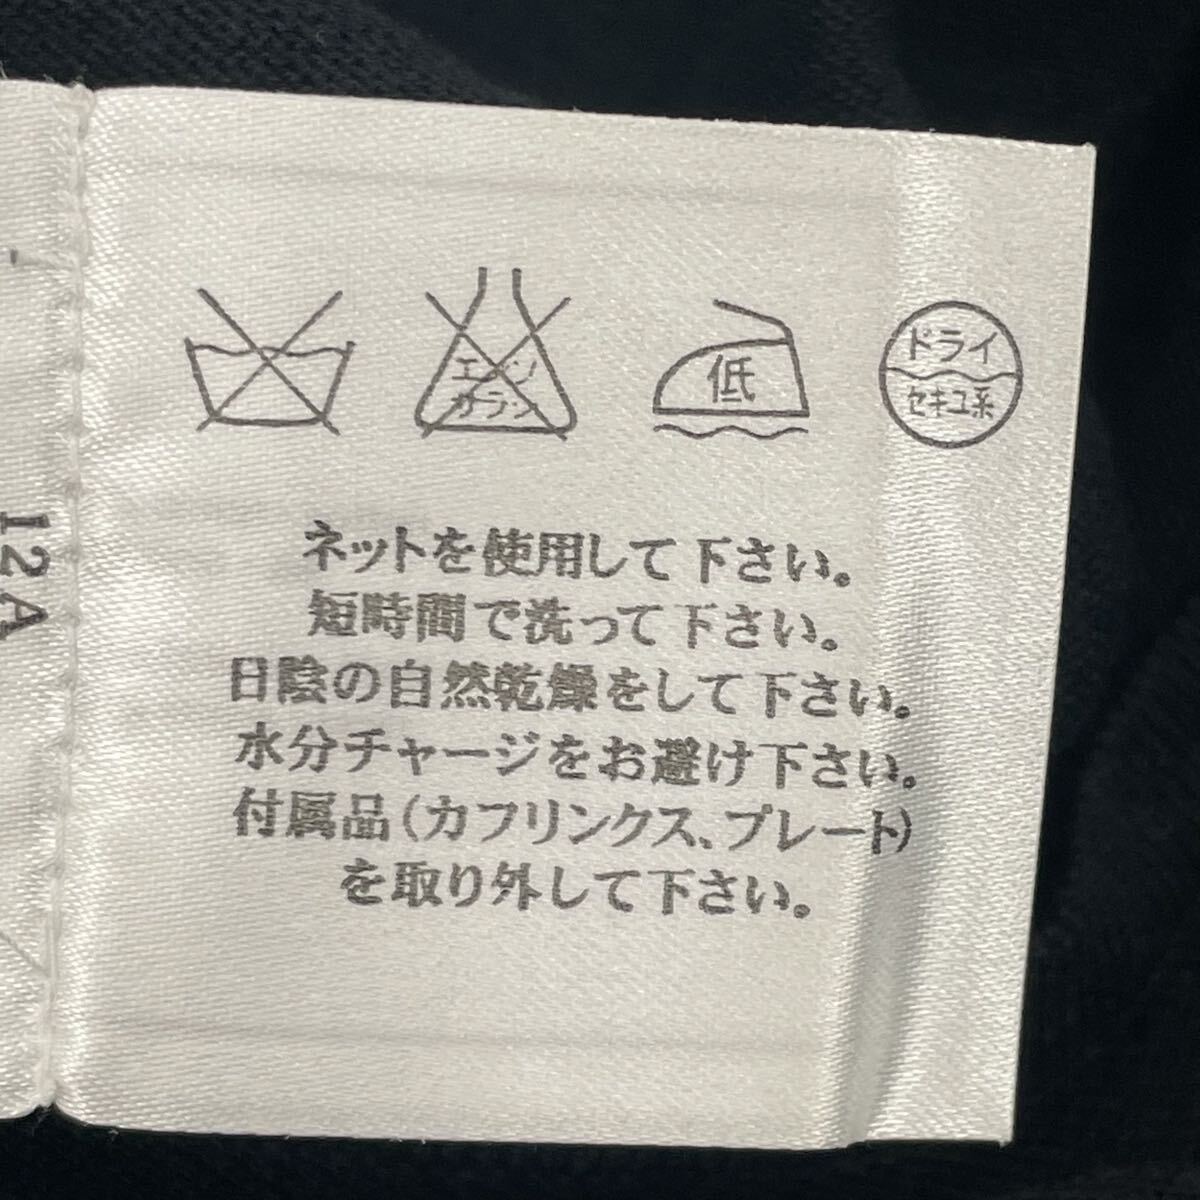 エンソ
サラシ
低
ドライ
セキユ系
ネットを使用して下さい。
短時間で洗って下さい。
日陰の自然乾燥をして下さい。
水分チャージをお避け下さい。
付属品(カフリンクス、プレート)
を取り外して下さい。
12A